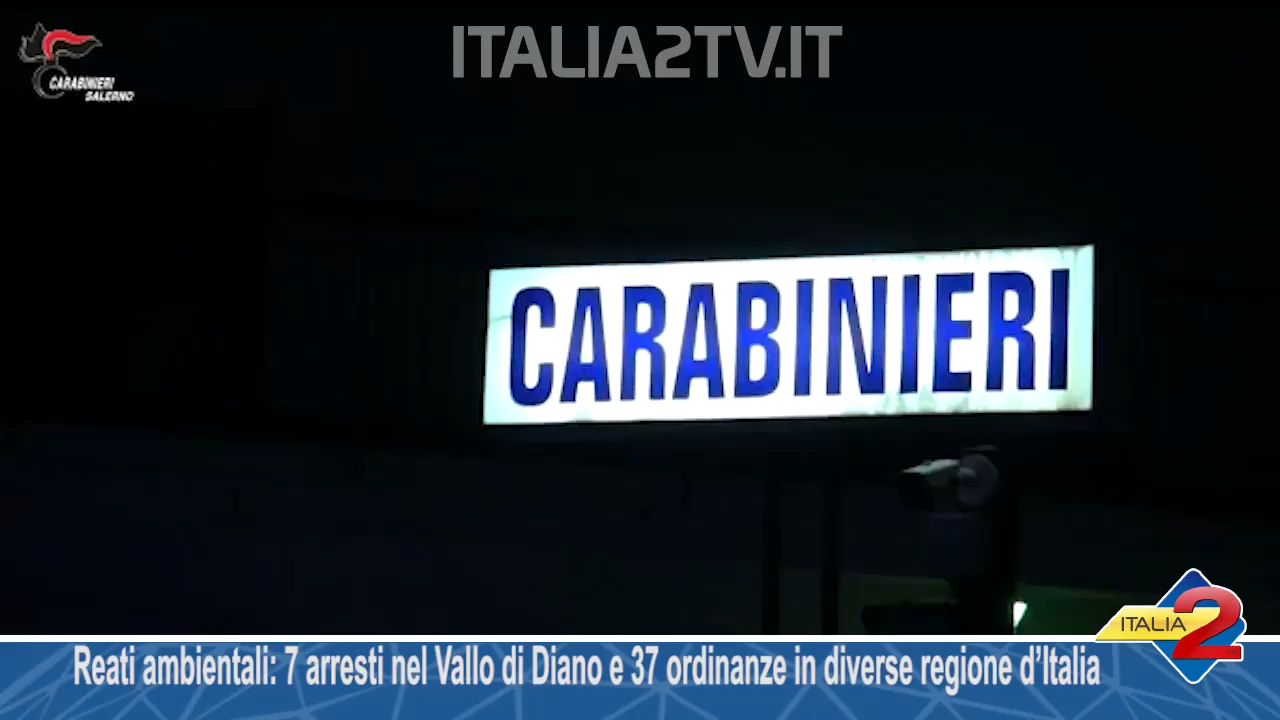 ITALIA2TV.IT
CARABINIERI
SALERNO
CARABINIERI
ITALIA
2
Reati ambientali: 7 arresti nel Vallo di Diano e 37 ordinanze in diverse regione d'Italia